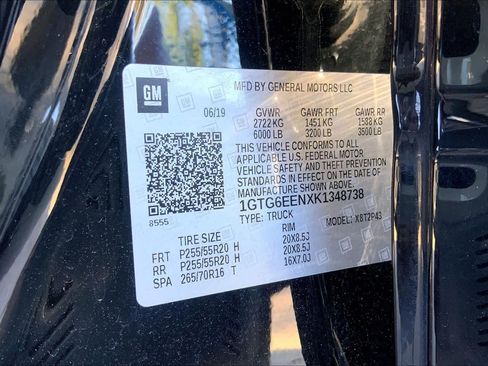 GM
MFD BY GENERAL MOTORS LLC
06/19
GVWR GAWR FRT GAWR RR
2722 KG 1451 KG 1588 KG
6000 LB 3200 LB 3500 LB
THIS VEHICLE CONFORMS TO ALL
APPLICABLE U.S. FEDERAL MOTOR
VEHICLE SAFETY AND THEFT PREVENTION
STANDARDS IN EFFECT ON THE DATE OF
MANUFACTURE SHOWN ABOVE.
1GTG6EENXK1348738
TYPE: TRUCK MODEL: X8T2P43
8555
TIRE SIZE RIM
FRT P255/55R20 H 20X8.5J
RR P255/55R20 H 20X8.5J
SPA 265/70R16 T 16X7.0J